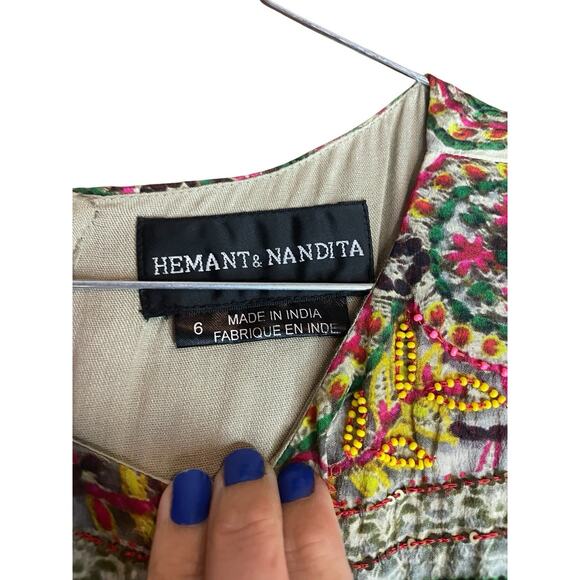 HEMANT & NANDITA
6
MADE IN INDIA
FABRIQUE EN INDE